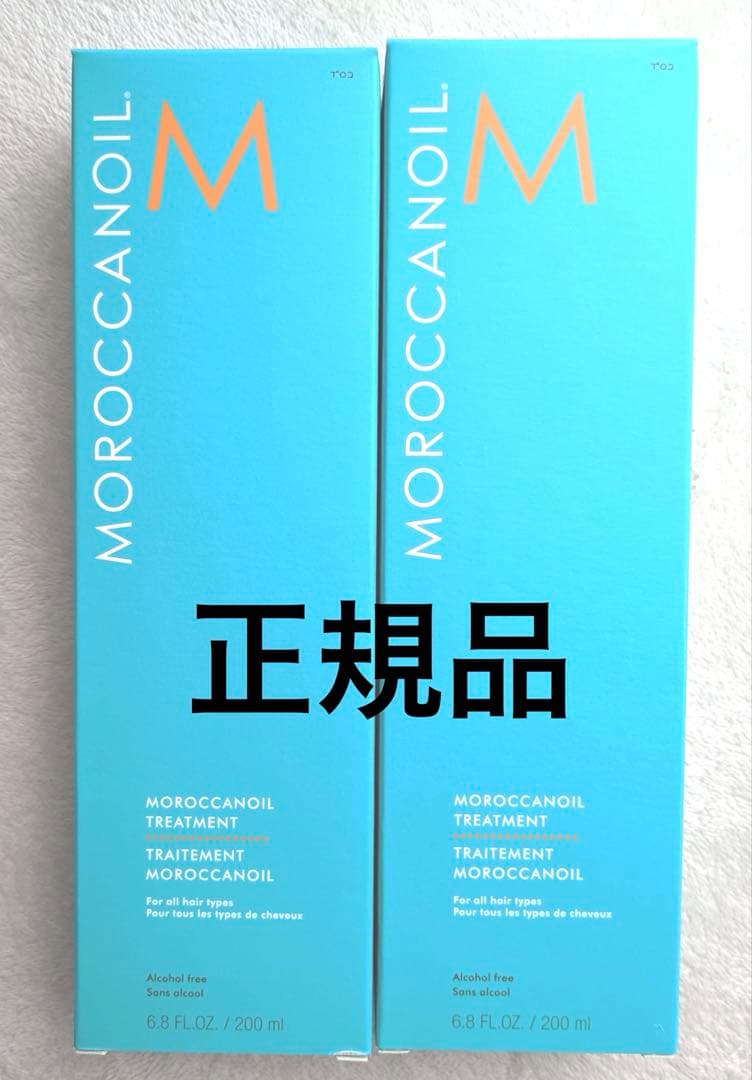 בס"ד
M
MOROCCANOIL®
MOROCCANOIL
TREATMENT
TRAITEMENT
MOROCCANOIL
For all hair types
Pour tous les types de cheveux
Alcohol free
Sans alcool
6.8 FL.OZ. / 200 ml
בס"ד
M
MOROCCANOIL®
MOROCCANOIL
TREATMENT
TRAITEMENT
MOROCCANOIL
For all hair types
Pour tous les types de cheveux
Alcohol free
Sans alcool
6.8 FL.OZ. / 200 ml
正規品